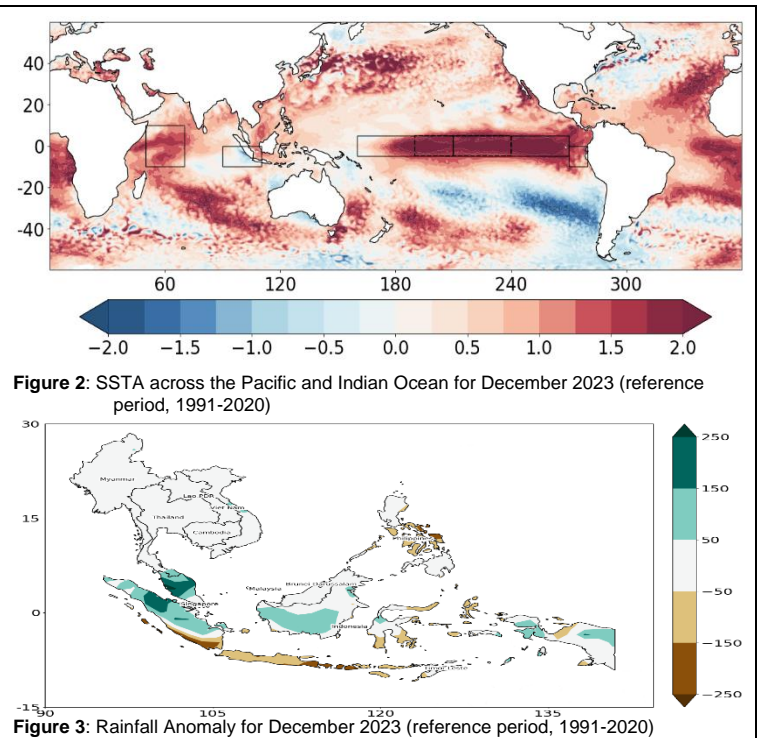 40
20
0
−20
−40
60 120 180 240 300
−2.0 −1.5 −1.0 −0.5 0.0 0.5 1.0 1.5 2.0
Figure 2: SSTA across the Pacific and Indian Ocean for December 2023 (reference
period, 1991-2020)
30
15
0
−15
90 105 120 135
Myanmar
Lao PDR
Viet Nam
Thailand
Cambodia
Philippines
Brunei Darussalam
Malaysia
Singapore
Indonesia
Timor-Leste
250
150
50
−50
−150
−250
Figure 3: Rainfall Anomaly for December 2023 (reference period, 1991-2020)